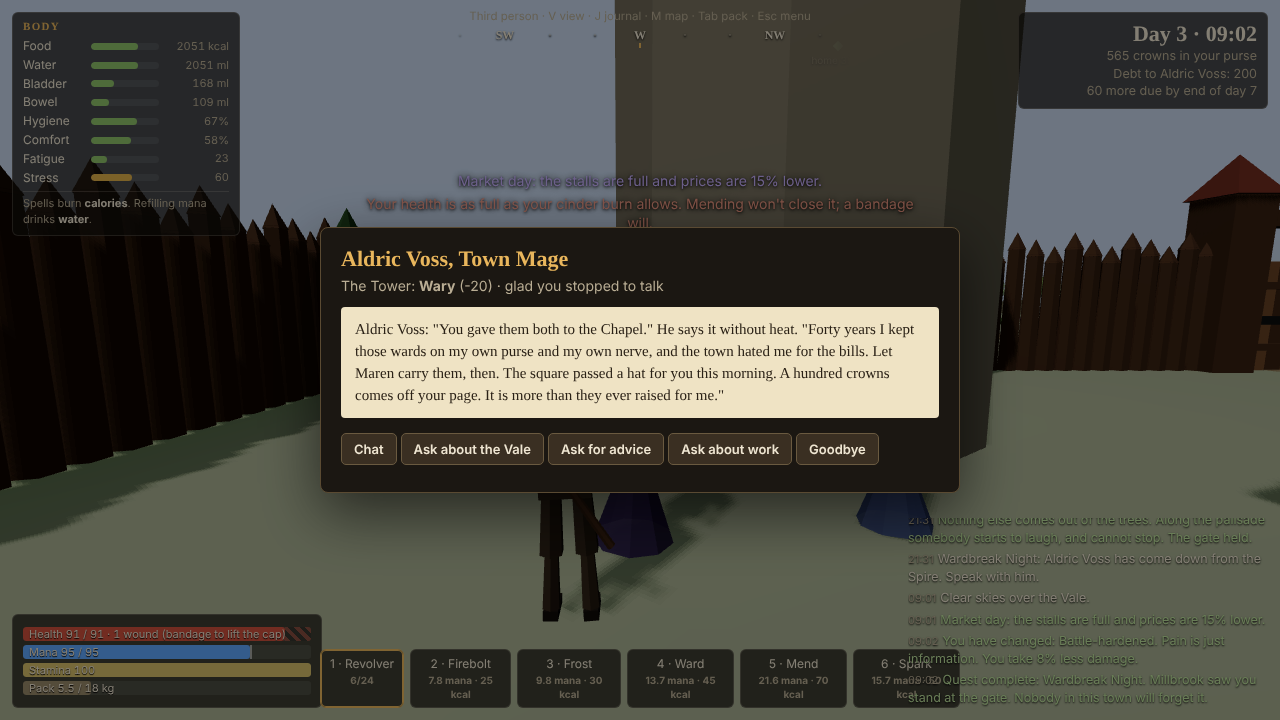 Third person · V view · J journal · M map · Tab pack · Esc menu
SW W NW
BODY
Food 2051 kcal
Water 2051 ml
Bladder 168 ml
Bowel 109 ml
Hygiene 67%
Comfort 58%
Fatigue 23
Stress 60
Spells burn calories. Refilling mana
drinks water.
Day 3 · 09:02
565 crowns in your purse
Debt to Aldric Voss: 200
60 more due by end of day 7
Market day: the stalls are full and prices are 15% lower.
Your health is as full as your cinder burn allows. Mending won't close it; a bandage
will.
Aldric Voss, Town Mage
The Tower: Wary (-20) · glad you stopped to talk
Aldric Voss: "You gave them both to the Chapel." He says it without heat. "Forty years I kept
those wards on my own purse and my own nerve, and the town hated me for the bills. Let
Maren carry them, then. The square passed a hat for you this morning. A hundred crowns
comes off your page. It is more than they ever raised for me."
Chat
Ask about the Vale
Ask for advice
Ask about work
Goodbye
21:31 Nothing else comes out of the trees. Along the palisade
somebody starts to laugh, and cannot stop. The gate held.
21:31 Wardbreak Night: Aldric Voss has come down from the
Spire. Speak with him.
09:01 Clear skies over the Vale.
09:01 Market day: the stalls are full and prices are 15% lower.
09:02 You have changed: Battle-hardened. Pain is just
information. You take 8% less damage.
09:02 Quest complete: Wardbreak Night. Millbrook saw you
stand at the gate. Nobody in this town will forget it.
Health 91 / 91 · 1 wound (bandage to lift the cap)
Mana 95 / 95
Stamina 100
Pack 5.5 / 18 kg
1 · Revolver
6/24
2 · Firebolt
7.8 mana · 25
kcal
3 · Frost
9.8 mana · 30
kcal
4 · Ward
13.7 mana · 45
kcal
5 · Mend
21.6 mana · 70
kcal
6 · Spark
15.7 mana · 50
kcal